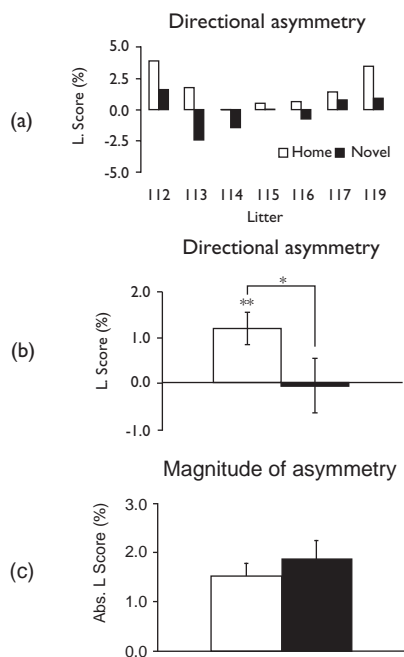 Directional asymmetry
(a)
L. Score (%)
5.0
2.5
0.0
-2.5
-5.0
Home Novel
112 113 114 115 116 117 119
Litter
Directional asymmetry
(b)
L. Score (%)
2.0
1.0
0.0
-1.0
*
**
Magnitude of asymmetry
(c)
Abs. L Score (%)
3.0
2.0
1.0
0.0